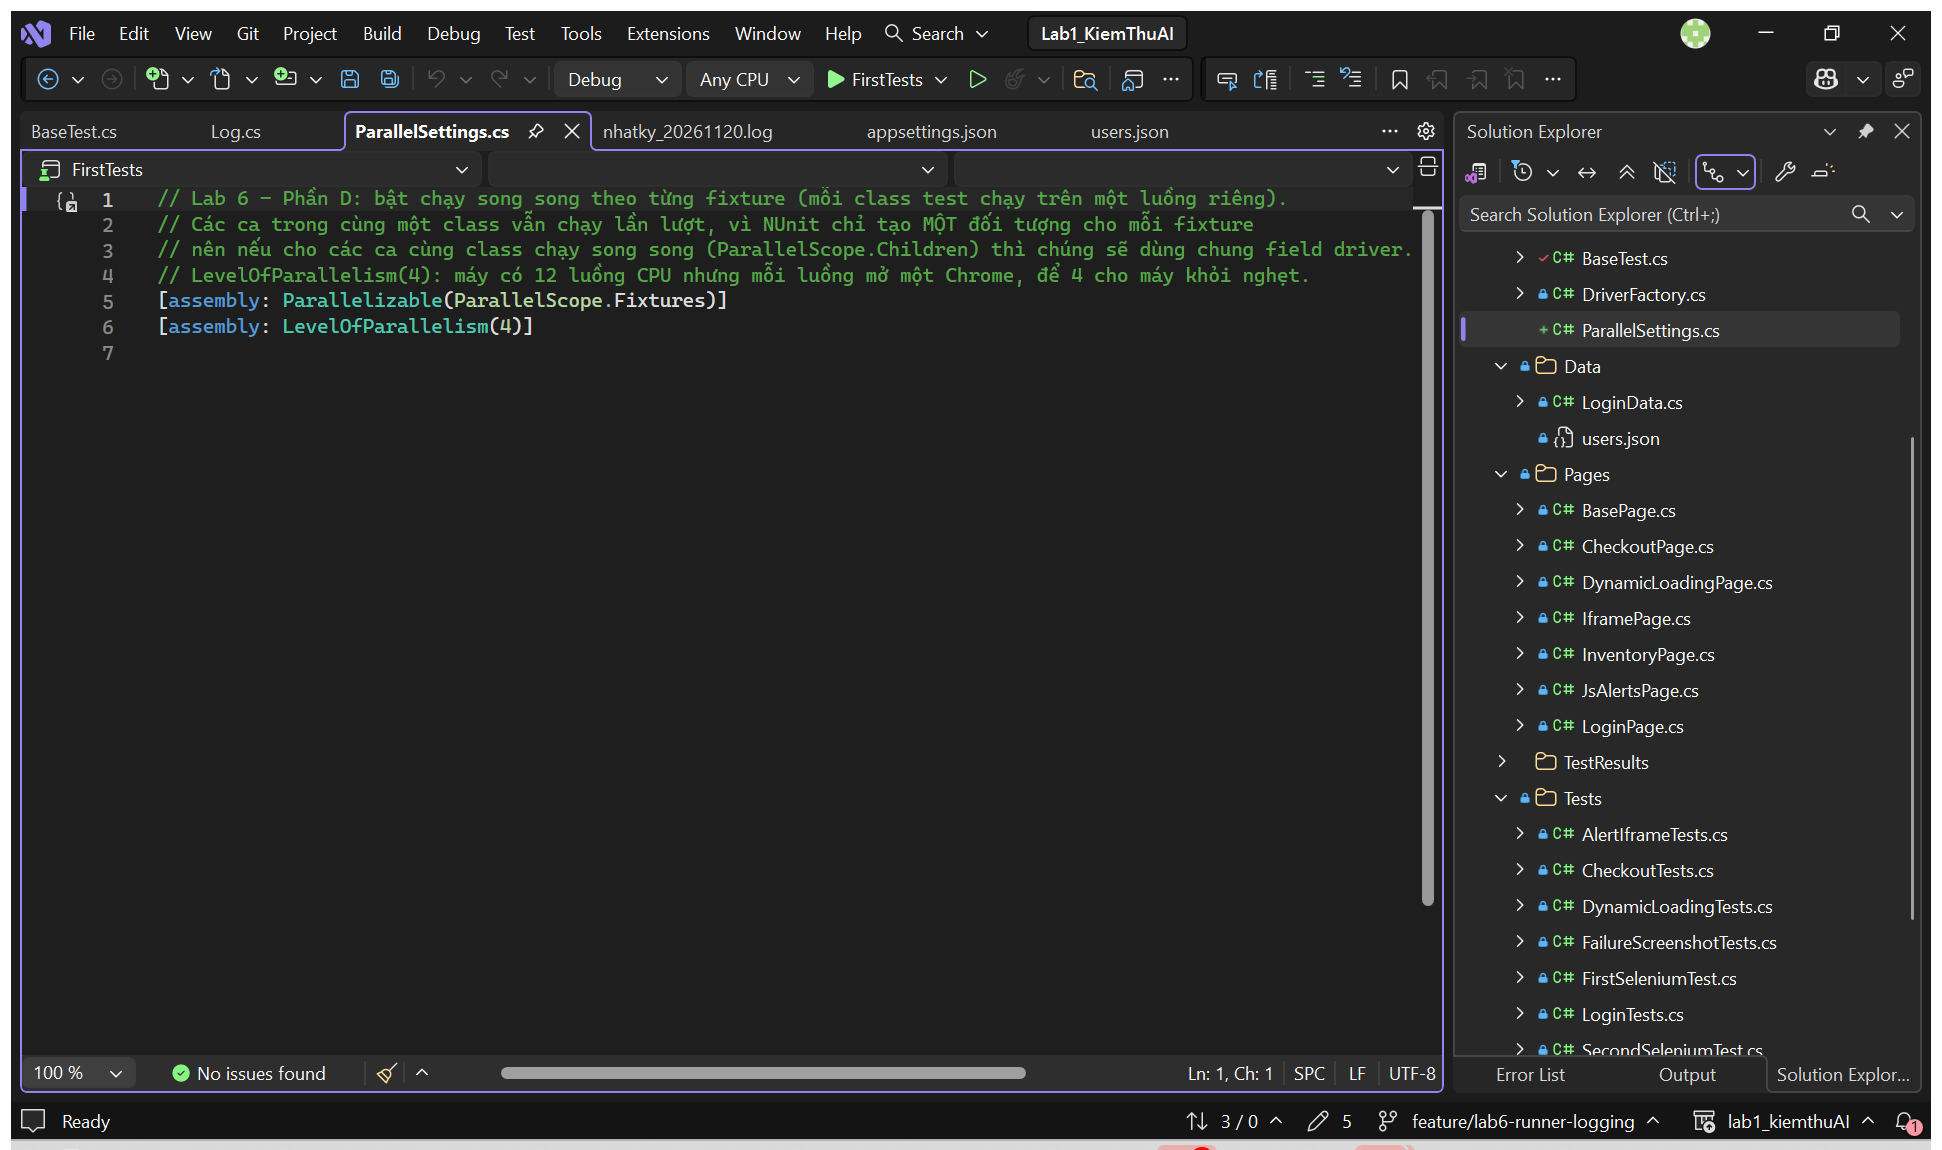 File Edit View Git Project Build Debug Test Tools Extensions Window Help Search Lab1_KiemThuAI
Debug Any CPU FirstTests
BaseTest.cs Log.cs ParallelSettings.cs nhatky_20261120.log appsettings.json users.json
FirstTests
1 // Lab 6 - Phần D: bật chạy song song theo từng fixture (mỗi class test chạy trên một luồng riêng).
2 // Các ca trong cùng một class vẫn chạy lần lượt, vì NUnit chỉ tạo MỘT đối tượng cho mỗi fixture
3 // nên nếu cho các ca cùng class chạy song song (ParallelScope.Children) thì chúng sẽ dùng chung field driver.
4 // LevelOfParallelism(4): máy có 12 luồng CPU nhưng mỗi luồng mở một Chrome, để 4 cho máy khỏi nghẹt.
5 [assembly: Parallelizable(ParallelScope.Fixtures)]
6 [assembly: LevelOfParallelism(4)]
7
100 % No issues found Ln: 1, Ch: 1 SPC LF UTF-8
Solution Explorer
Search Solution Explorer (Ctrl+;)
C# BaseTest.cs
C# DriverFactory.cs
C# ParallelSettings.cs
Data
C# LoginData.cs
users.json
Pages
C# BasePage.cs
C# CheckoutPage.cs
C# DynamicLoadingPage.cs
C# IframePage.cs
C# InventoryPage.cs
C# JsAlertsPage.cs
C# LoginPage.cs
TestResults
Tests
C# AlertIframeTests.cs
C# CheckoutTests.cs
C# DynamicLoadingTests.cs
C# FailureScreenshotTests.cs
C# FirstSeleniumTest.cs
C# LoginTests.cs
C# SecondSeleniumTest.cs
Error List Output Solution Explor...
Ready 3 / 0 5 feature/lab6-runner-logging lab1_kiemthuAI 1